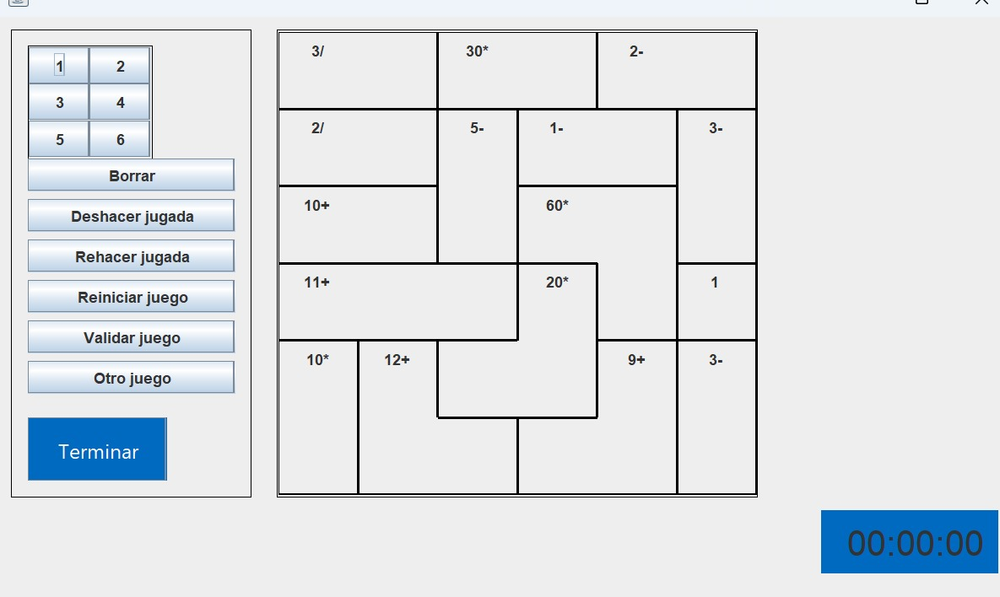 3/ 30* 2-
1 2
3 4
2/ 5- 1- 3-
5 6
Borrar
10+ 60*
Deshacer jugada
Rehacer jugada
11+ 20* 1
Reiniciar juego
Validar juego
10* 12+ 9+ 3-
Otro juego
Terminar
00:00:00